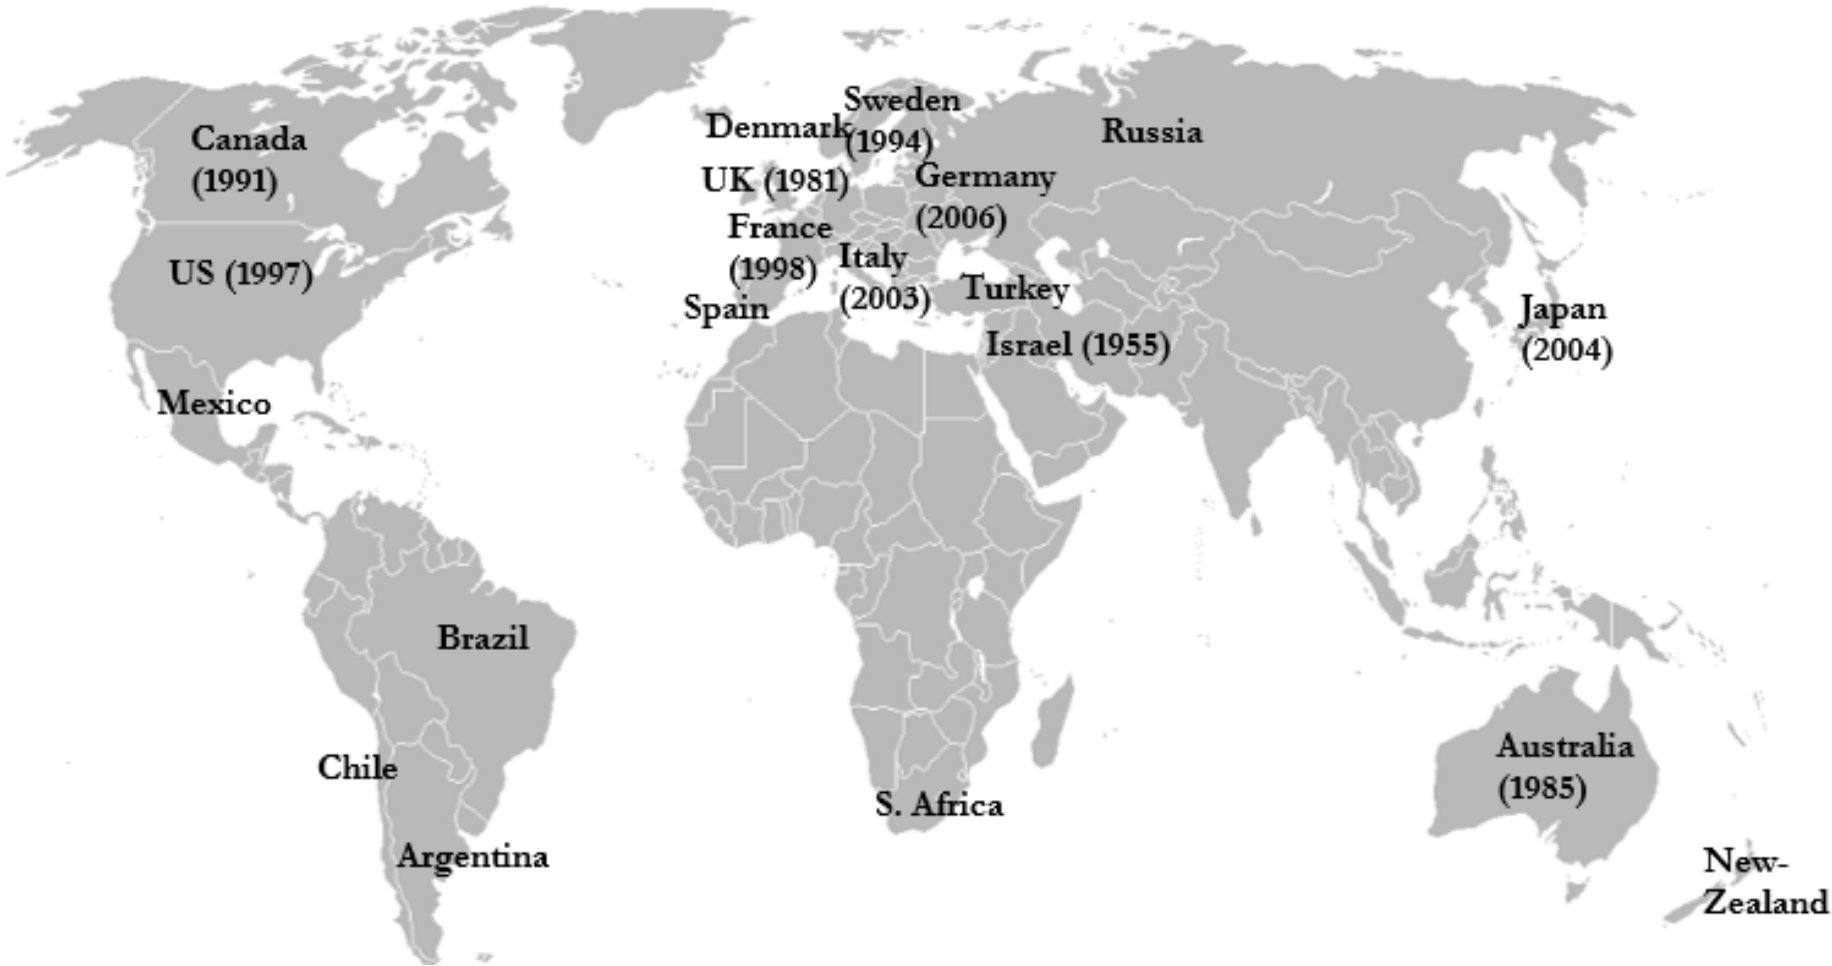 Sweden
(1994)
Denmark
Canada
(1991)
Russia
UK (1981)
Germany
(2006)
France
(1998)
Italy
(2003)
US (1997)
Turkey
Spain
Japan
(2004)
Israel (1955)
Mexico
Brazil
Chile
Australia
(1985)
S. Africa
Argentina
New-
Zealand